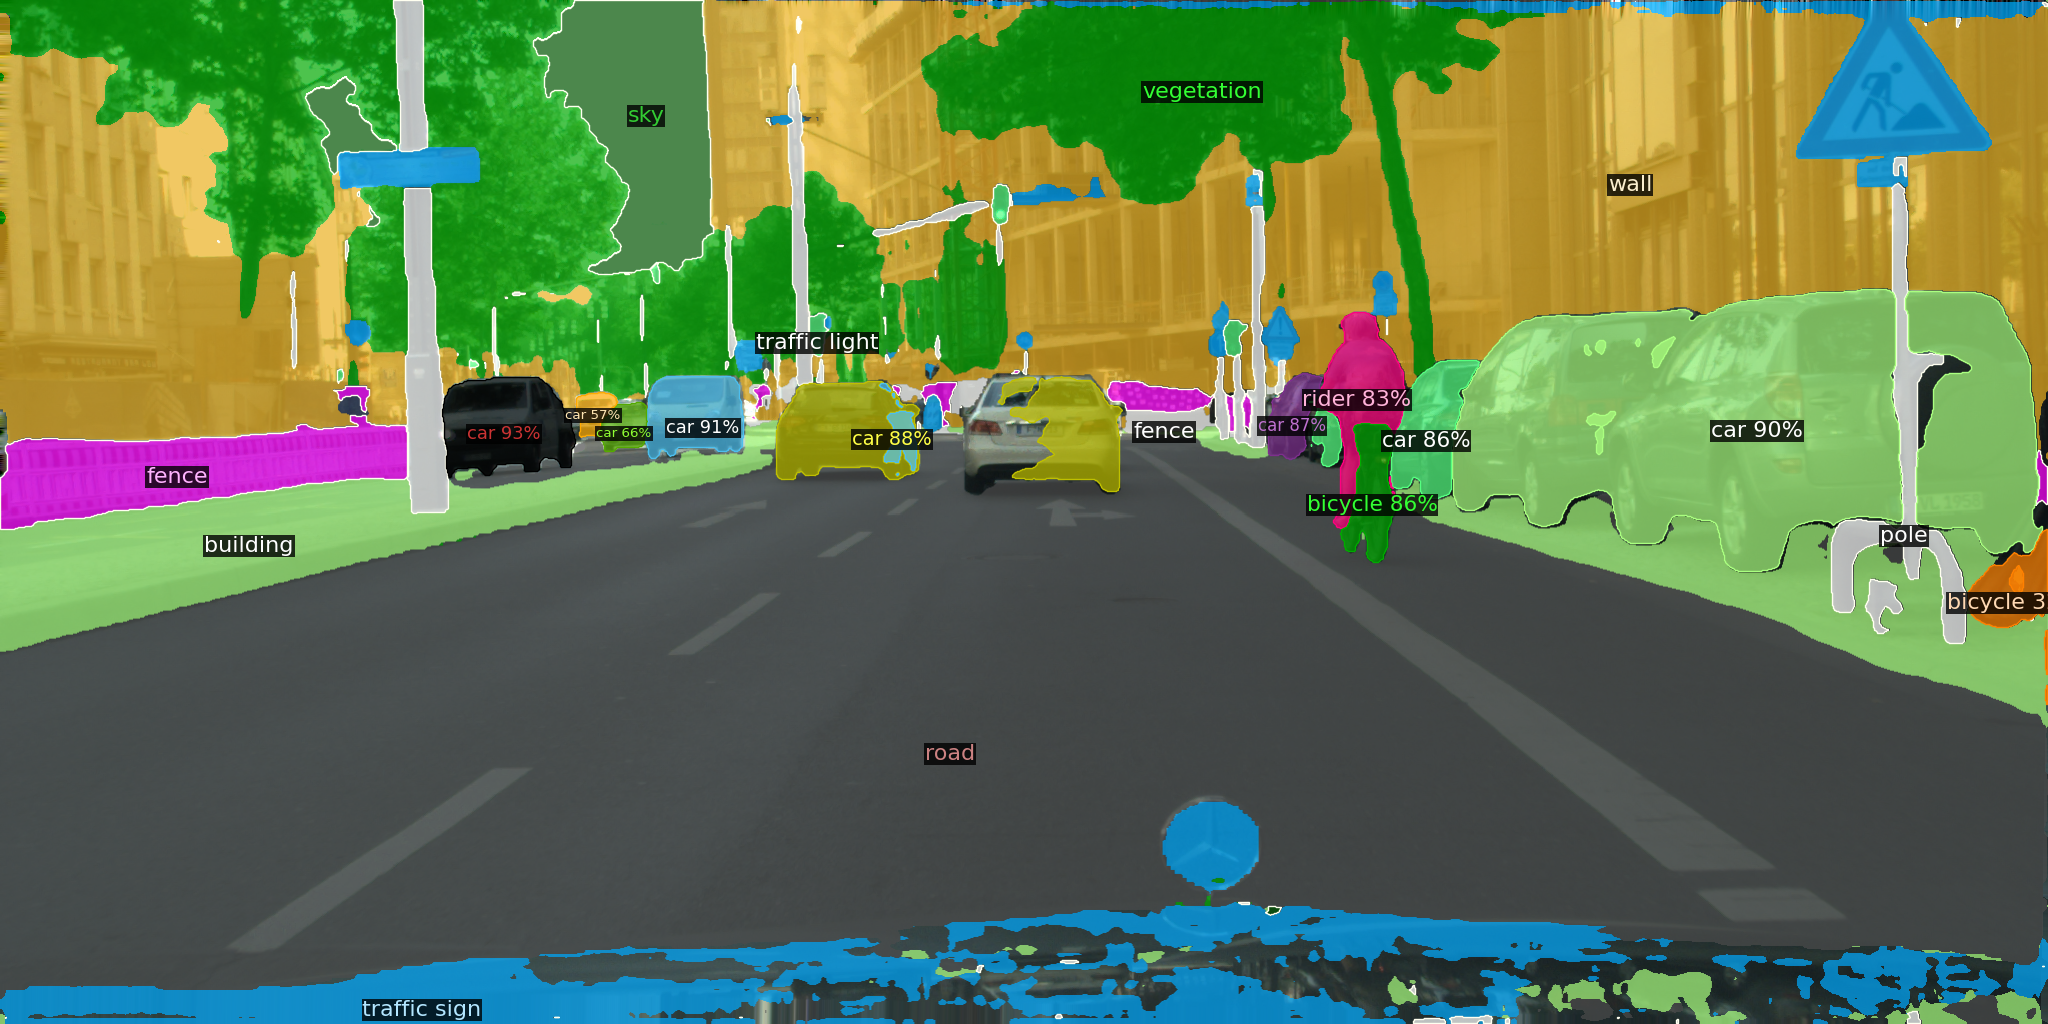 vegetation
sky
wall
traffic light
rider 83%
car 57%
car 93%
car 66%
car 91%
car 88%
fence
car 87%
car 86%
car 90%
fence
bicycle 86%
building
pole
bicycle 3
road
traffic sign